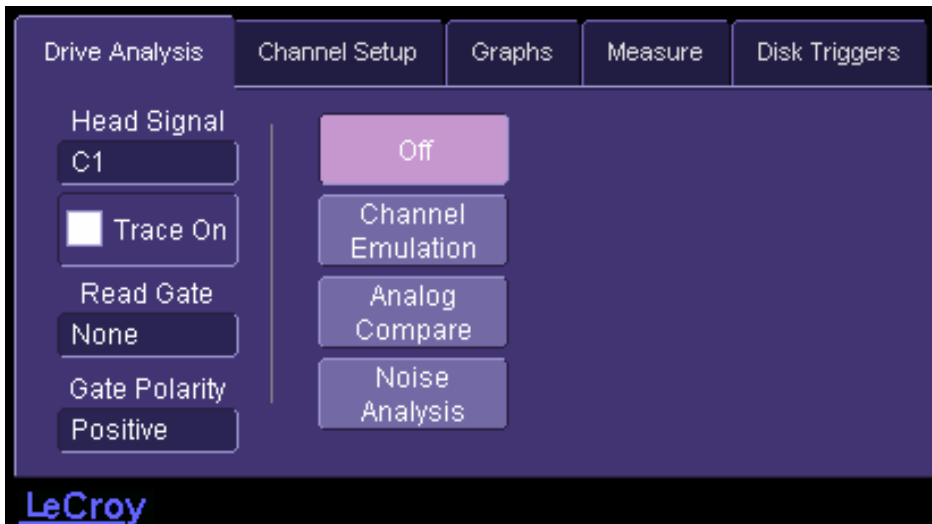 Drive Analysis
Channel Setup
Graphs
Measure
Disk Triggers
Head Signal
C1
Trace On
Read Gate
None
Gate Polarity
Positive
Off
Channel
Emulation
Analog
Compare
Noise
Analysis
LeCroy